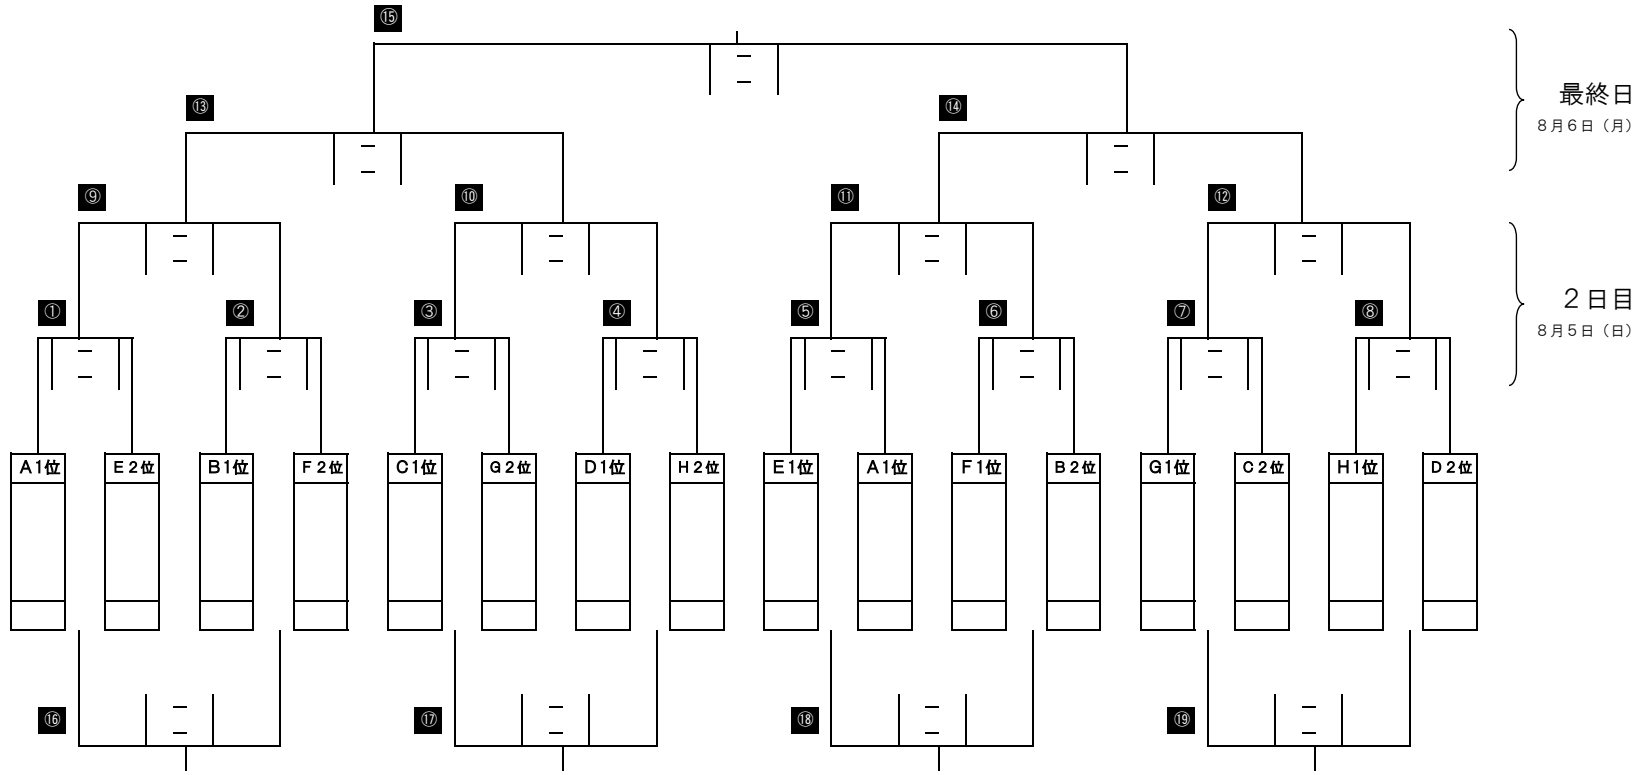 ⑮
最終日
⑬ ⑭
8月6日（月）
⑨ ⑩ ⑪ ⑫
① ② ③ ④ ⑤ ⑥ ⑦ ⑧
２日目
8月5日（日）
A1位 E2位 B1位 F2位 C1位 G2位 D1位 H2位 E1位 A1位 F1位 B2位 G1位 C2位 H1位 D2位
⑯ ⑰ ⑱ ⑲